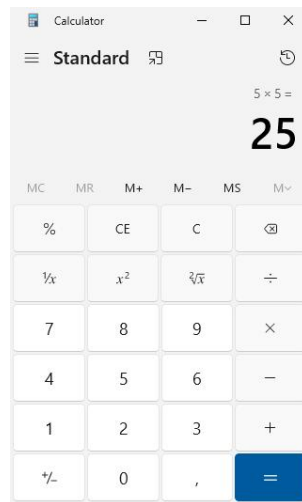 Calculator
Standard
5 × 5 =
25
MC MR M+ M− MS M˅
% CE C
¹/x x² ²√x ÷
7 8 9 ×
4 5 6 −
1 2 3 +
+/− 0 , =